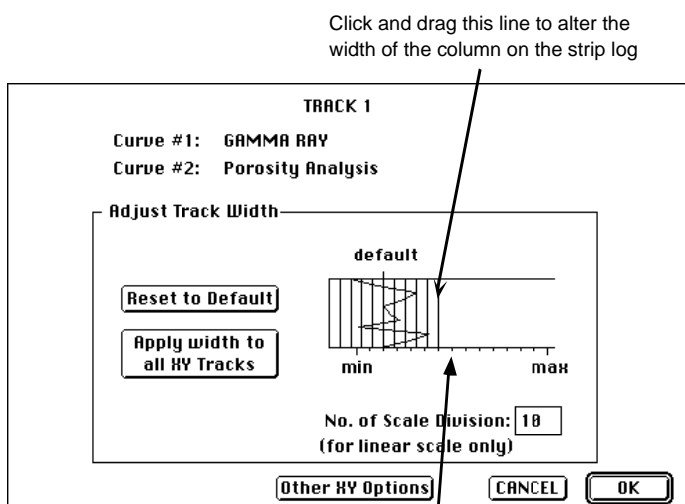 Click and drag this line to alter the
width of the column on the strip log
TRACK 1
Curve #1: GAMMA RAY
Curve #2: Porosity Analysis
Adjust Track Width
default
Reset to Default
Apply width to
all XY Tracks
min max
No. of Scale Division: 10
(for linear scale only)
Other XY Options CANCEL OK